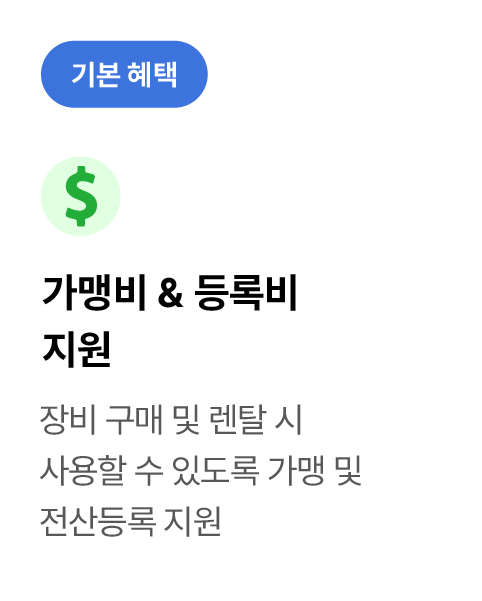 기본 혜택
$
가맹비 & 등록비
지원
장비 구매 및 렌탈 시
사용할 수 있도록 가맹 및
전산등록 지원